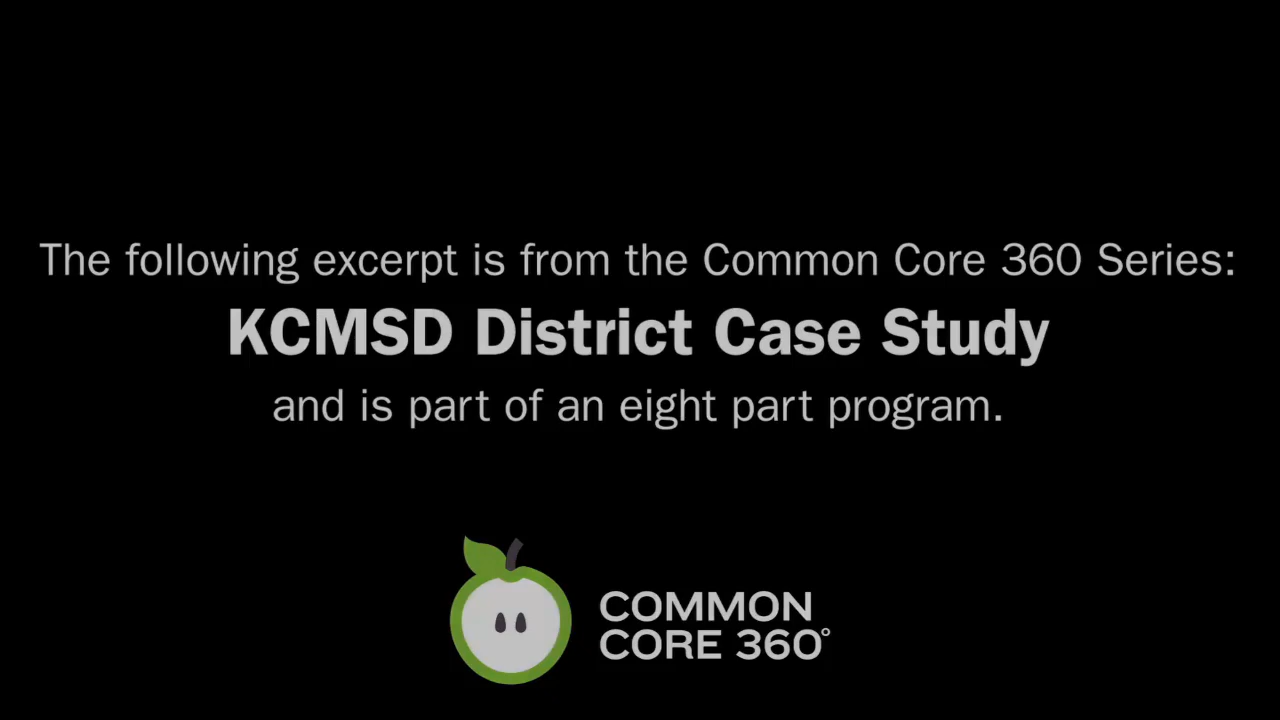 The following excerpt is from the Common Core 360 Series:
KCMSD District Case Study
and is part of an eight part program.
COMMON
CORE 360°